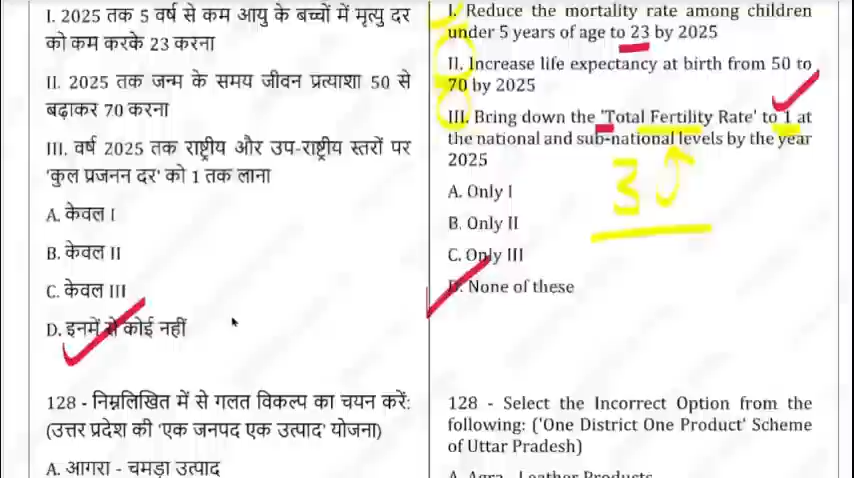 I. 2025 तक 5 वर्ष से कम आयु के बच्चों में मृत्यु दर
को कम करके 23 करना
II. 2025 तक जन्म के समय जीवन प्रत्याशा 50 से
बढ़ाकर 70 करना
III. वर्ष 2025 तक राष्ट्रीय और उप-राष्ट्रीय स्तरों पर
'कुल प्रजनन दर' को 1 तक लाना
A. केवल I
B. केवल II
C. केवल III
D. इनमें से कोई नहीं
128 - निम्नलिखित में से गलत विकल्प का चयन करें:
(उत्तर प्रदेश की 'एक जनपद एक उत्पाद' योजना)
A. आगरा - चमड़ा उत्पाद
I. Reduce the mortality rate among children
under 5 years of age to 23 by 2025
II. Increase life expectancy at birth from 50 to
70 by 2025
III. Bring down the 'Total Fertility Rate' to 1 at
the national and sub-national levels by the year
2025
3
A. Only I
B. Only II
C. Only III
D. None of these
128 - Select the Incorrect Option from the
following: ('One District One Product' Scheme
of Uttar Pradesh)
A. Agra - Leather Products